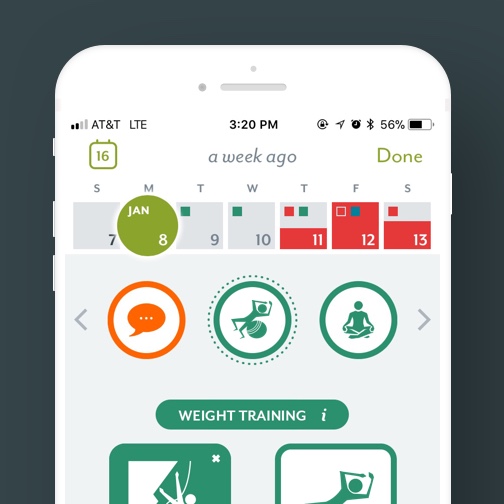 AT&T LTE 3:20 PM 56%
16 a week ago Done
S M T W T F S
JAN
7 8 9 10 11 12 13
WEIGHT TRAINING i